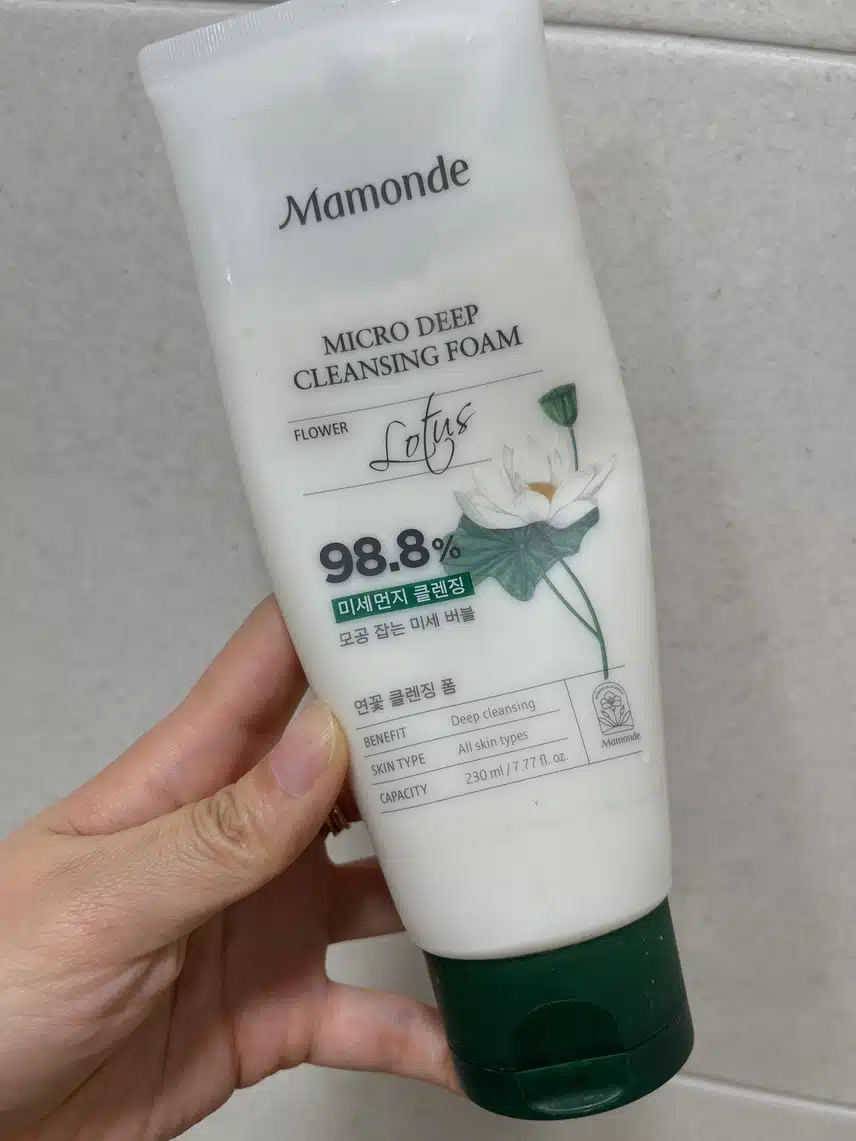 Mamonde
MICRO DEEP
CLEANSING FOAM
FLOWER Lotus
98.8%
미세먼지 클렌징
모공 잡는 미세 버블
연꽃 클렌징 폼
BENEFIT Deep cleansing
SKIN TYPE All skin types
CAPACITY 230 ml / 7.77 fl. oz.
Mamonde